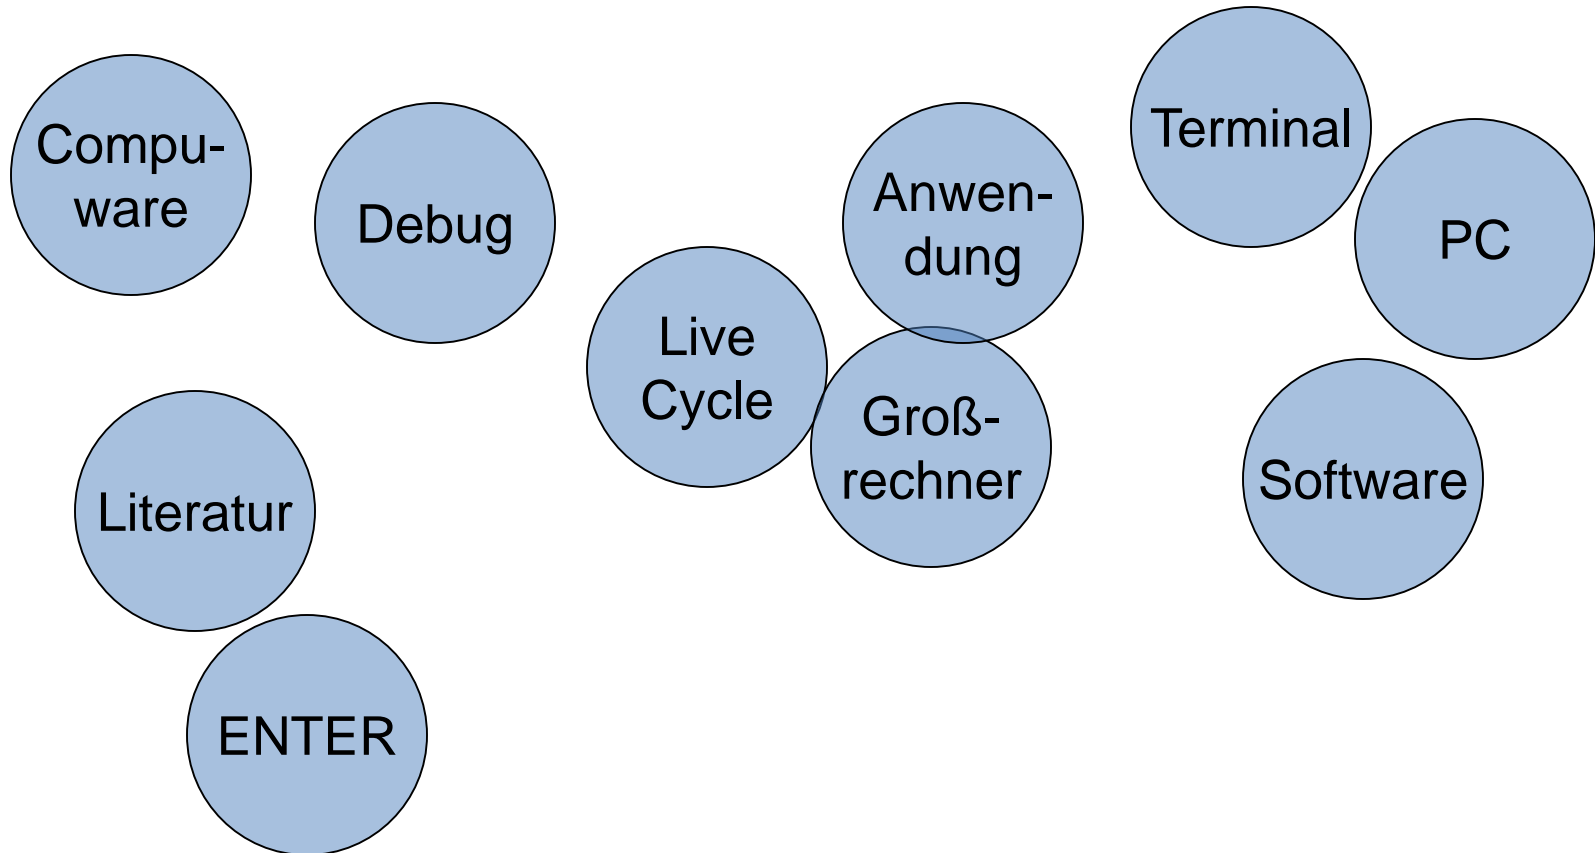 Compu-
ware
Debug
Live
Cycle
Anwen-
dung
Groß-
rechner
Terminal
PC
Software
Literatur
ENTER